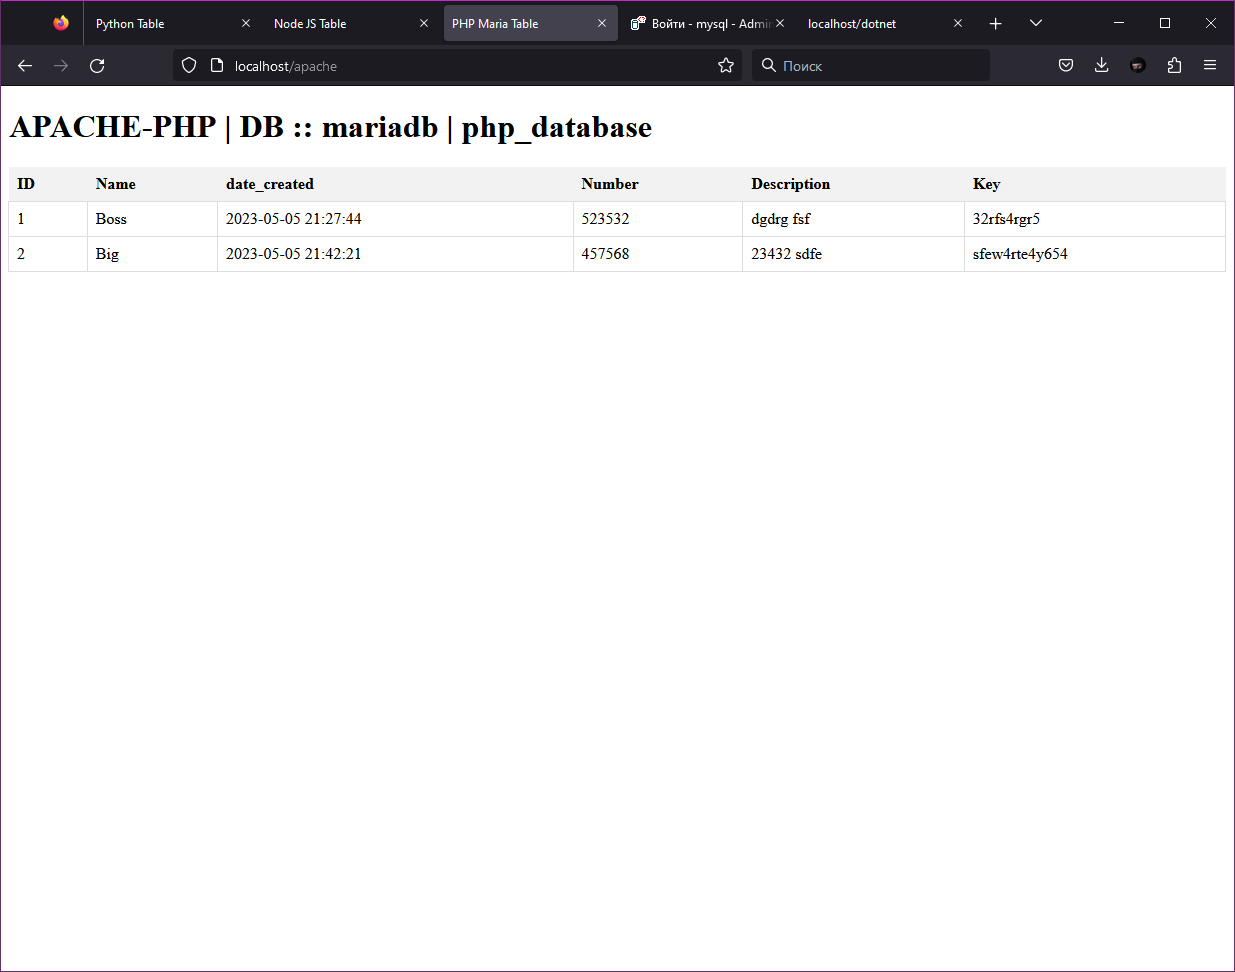 Python Table
Node JS Table
PHP Maria Table
Войти - mysql - Admi
localhost/dotnet
localhost/apache
Поиск
APACHE-PHP | DB :: mariadb | php_database
ID Name date_created Number Description Key
1 Boss 2023-05-05 21:27:44 523532 dgdrg fsf 32rfs4rgr5
2 Big 2023-05-05 21:42:21 457568 23432 sdfe sfew4rte4y654